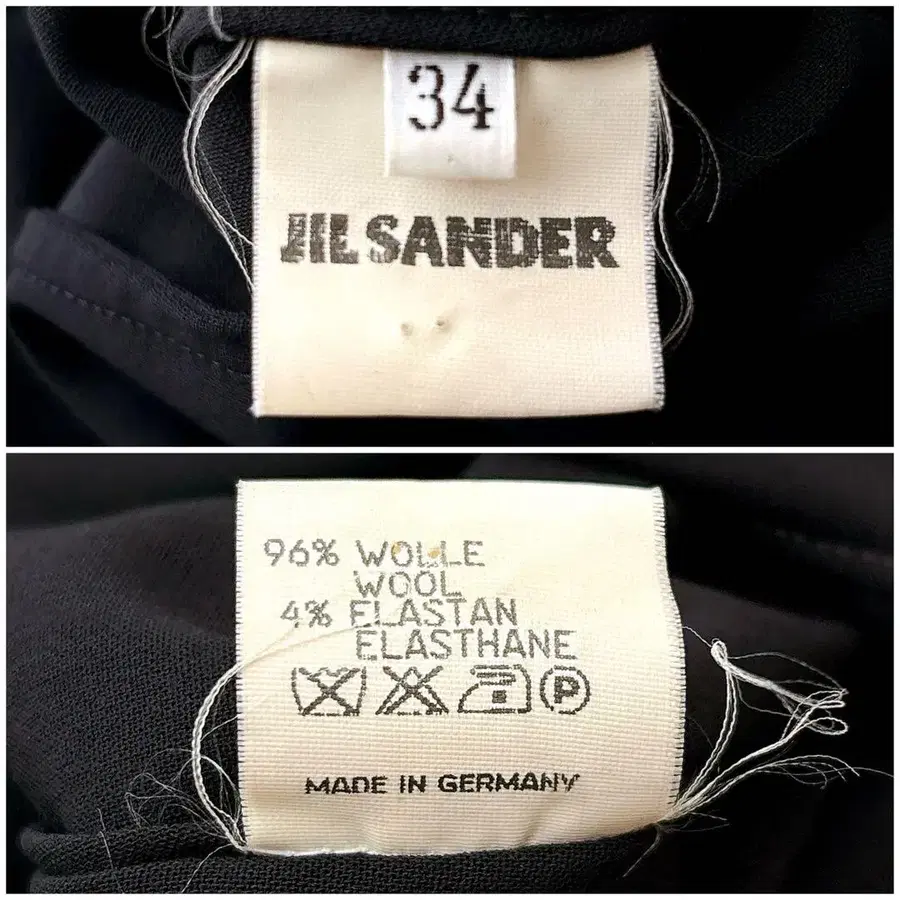 34
JIL SANDER
96% WOLLE
WOOL
4% ELASTAN
ELASTHANE
P
MADE IN GERMANY